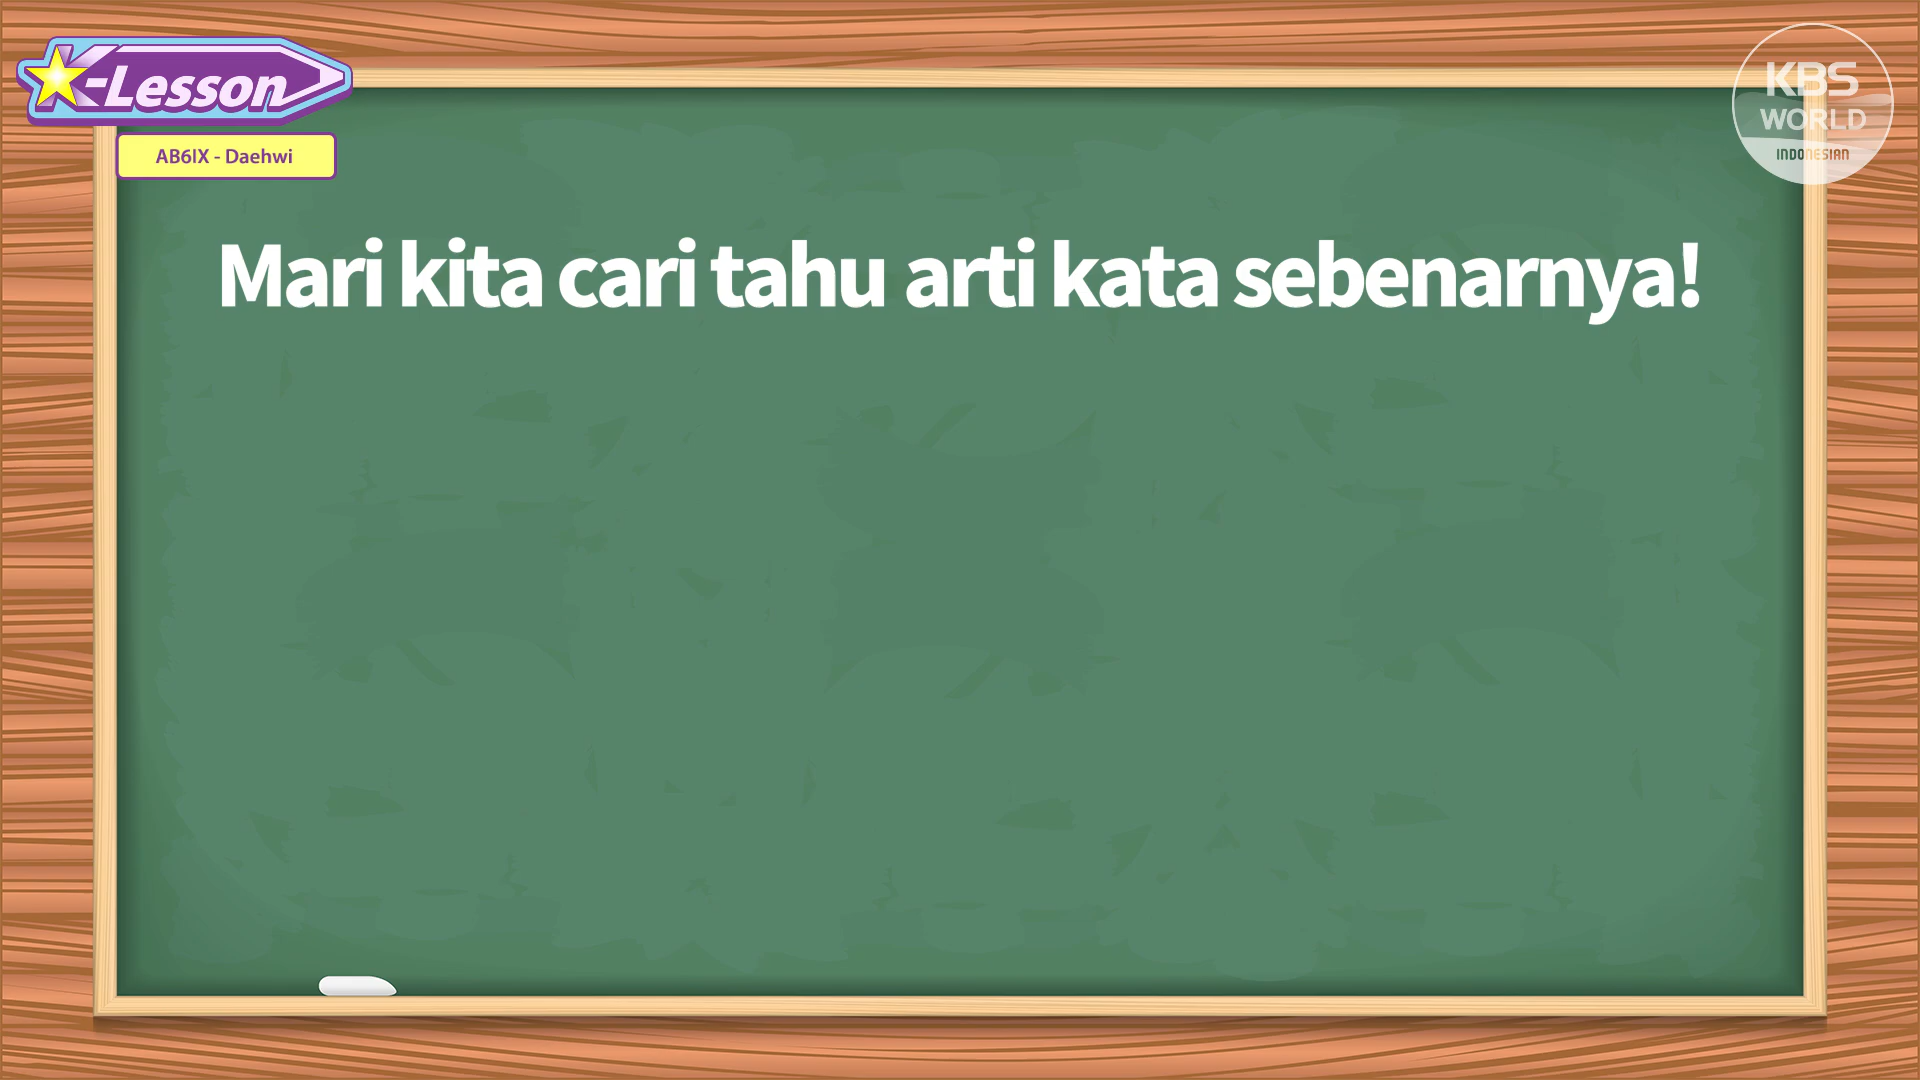 K-Lesson
AB6IX - Daehwi
KBS
WORLD
INDONESIAN
Mari kita cari tahu arti kata sebenarnya!